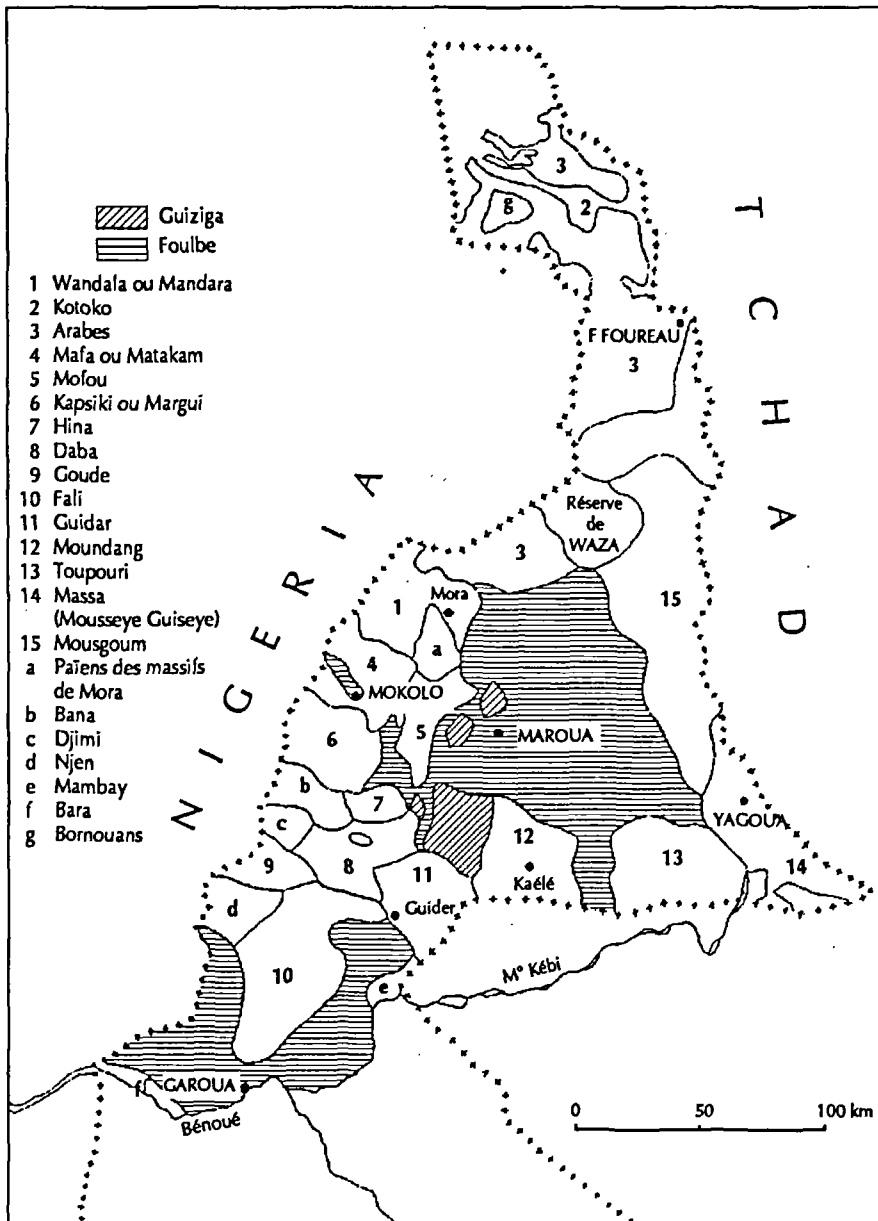 Guiziga
Foulbe
1 Wandala ou Mandara
2 Kotoko
3 Arabes
4 Mafa ou Matakam
5 Mofou
6 Kapsiki ou Margui
7 Hina
8 Daba
9 Goude
10 Fali
11 Guidar
12 Moundang
13 Toupouri
14 Massa
(Mousseye Guiseye)
15 Mousgoum
a Païens des massifs
de Mora
b Bana
c Djimi
d Njen
e Mambay
f Bara
g Bornouans
NIGERIA
TCHAD
3
2
g
F FOUREAU
3
Réserve
de
WAZA
3
15
1
Mora
a
4
MOKOLO
5
MAROUA
6
b
7
c
8
9
11
12
Kaélé
13
YAGOUA
14
d
Guider
10
e
M° Kébi
f
GAROUA
Bénoué
0 50 100 km